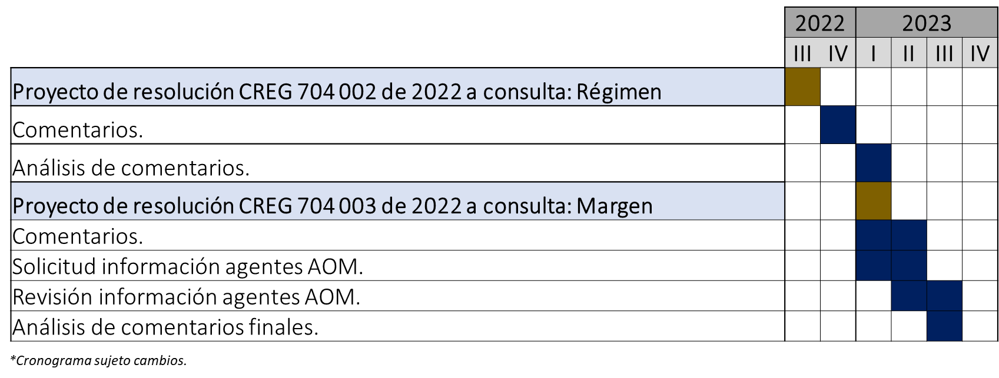 2022 2023
III IV I II III IV
Proyecto de resolución CREG 704 002 de 2022 a consulta: Régimen
Comentarios.
Análisis de comentarios.
Proyecto de resolución CREG 704 003 de 2022 a consulta: Margen
Comentarios.
Solicitud información agentes AOM.
Revisión información agentes AOM.
Análisis de comentarios finales.
*Cronograma sujeto cambios.